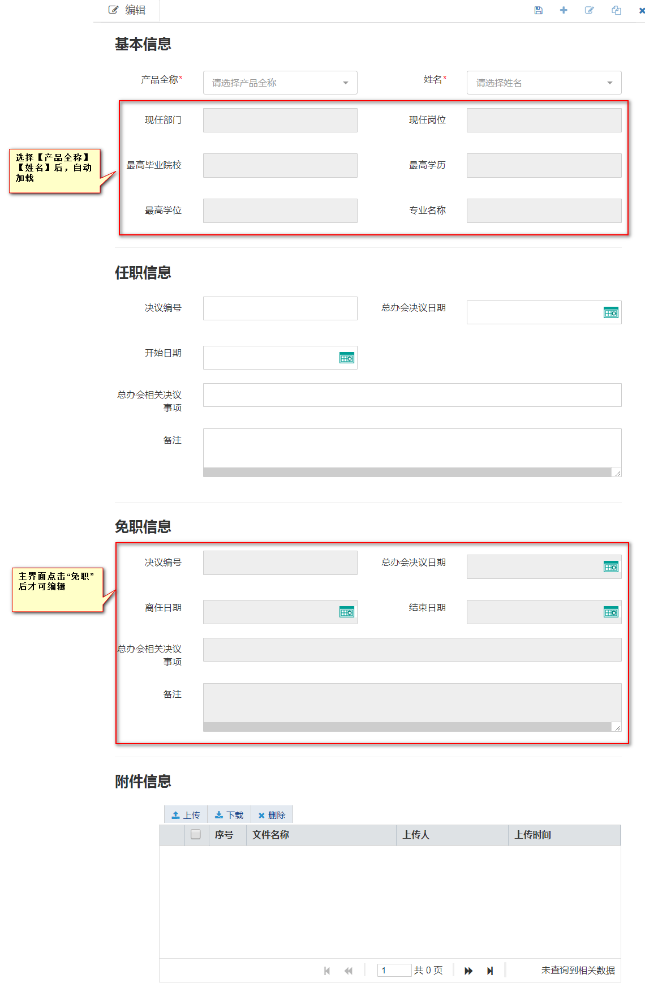 编辑
基本信息
产品全称*
请选择产品全称
姓名*
请选择姓名
现任部门
现任岗位
选择【产品全称】
【姓名】后，自动
加载
最高毕业院校
最高学历
最高学位
专业名称
任职信息
决议编号
总办会决议日期
开始日期
总办会相关决议
事项
备注
免职信息
决议编号
总办会决议日期
主界面点击“免职”
后才可编辑
离任日期
结束日期
总办会相关决议
事项
备注
附件信息
上传
下载
删除
序号
文件名称
上传人
上传时间
1
共 0 页
未查询到相关数据